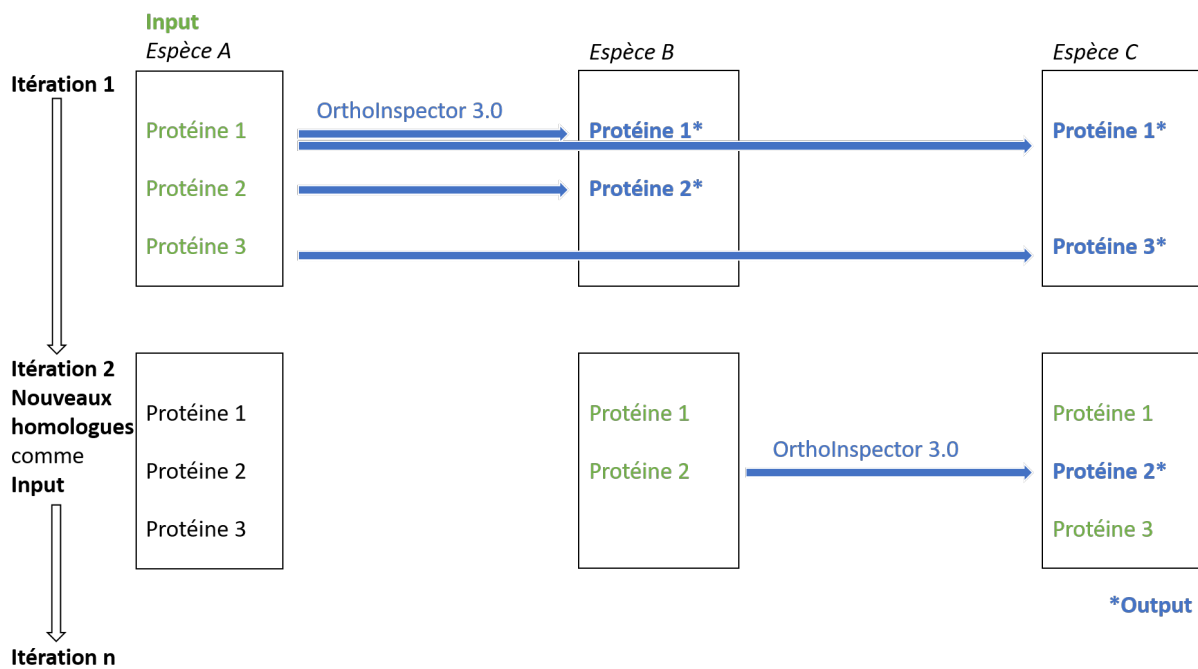 Input
Espèce A
Espèce B
Espèce C
Itération 1
OrthoInspector 3.0
Protéine 1
Protéine 1*
Protéine 1*
Protéine 2
Protéine 2*
Protéine 3
Protéine 3*
Itération 2
Nouveaux
homologues
comme
Input
Protéine 1
Protéine 1
Protéine 1
OrthoInspector 3.0
Protéine 2
Protéine 2
Protéine 2*
Protéine 3
Protéine 3
*Output
Itération n